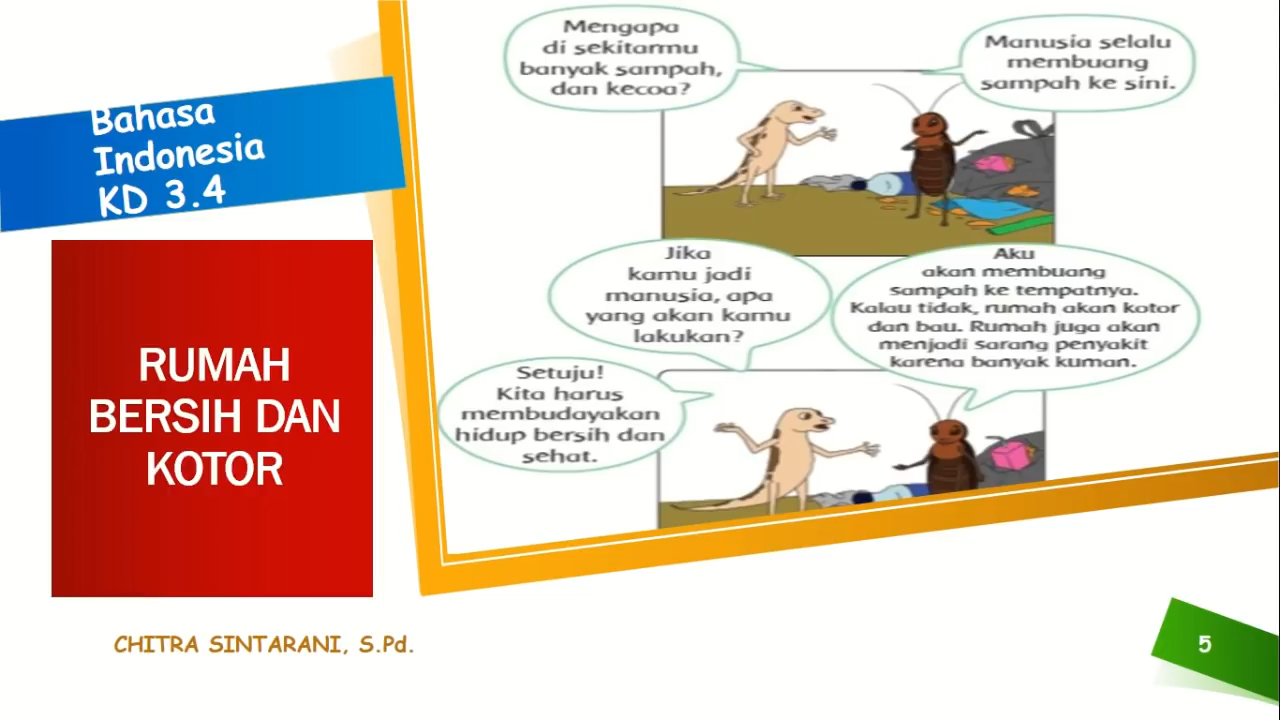 Bahasa
Indonesia
KD 3.4
RUMAH
BERSIH DAN
KOTOR
Mengapa
di sekitarmu
banyak sampah,
dan kecoa?
Manusia selalu
membuang
sampah ke sini.
Jika
kamu jadi
manusia, apa
yang akan kamu
lakukan?
Aku
akan membuang
sampah ke tempatnya.
Kalau tidak, rumah akan kotor
dan bau. Rumah juga akan
menjadi sarang penyakit
karena banyak kuman.
Setuju!
Kita harus
membudayakan
hidup bersih dan
sehat.
CHITRA SINTARANI, S.Pd.
5